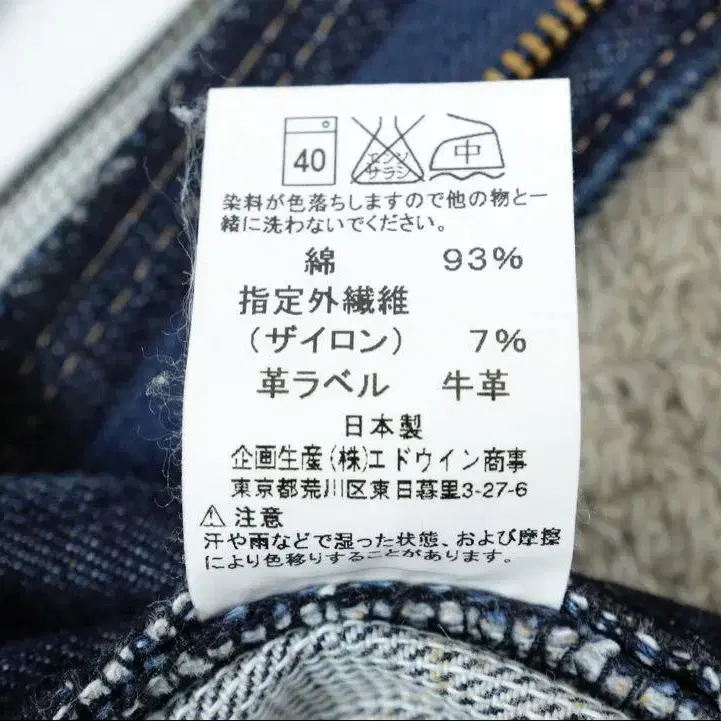 40
エンソ
サラシ
中
染料が色落ちしますので他の物と一
緒に洗わないでください。
綿 93%
指定外繊維
（ザイロン） 7%
革ラベル 牛革
日本製
企画生産(株)エドウイン商事
東京都荒川区東日暮里3-27-6
⚠ 注意
汗や雨などで湿った状態、および摩擦
により色移りすることがあります。